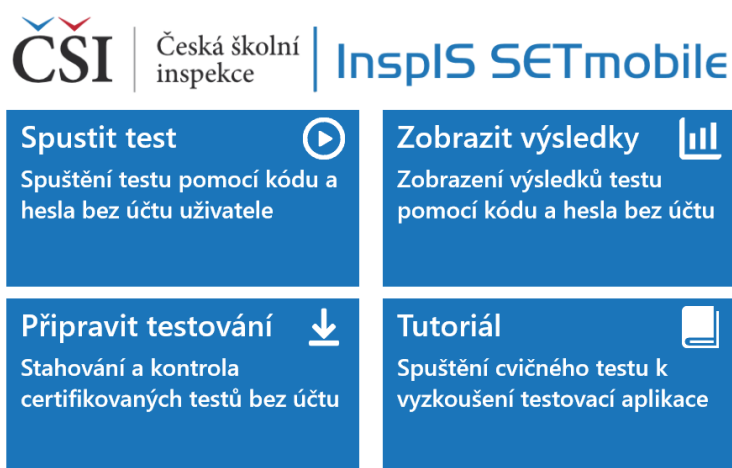 ČŠI
Česká školní
inspekce
InspIS SETmobile
Spustit test
Spuštění testu pomocí kódu a
hesla bez účtu uživatele
Zobrazit výsledky
Zobrazení výsledků testu
pomocí kódu a hesla bez účtu
Připravit testování
Stahování a kontrola
certifikovaných testů bez účtu
Tutoriál
Spuštění cvičného testu k
vyzkoušení testovací aplikace